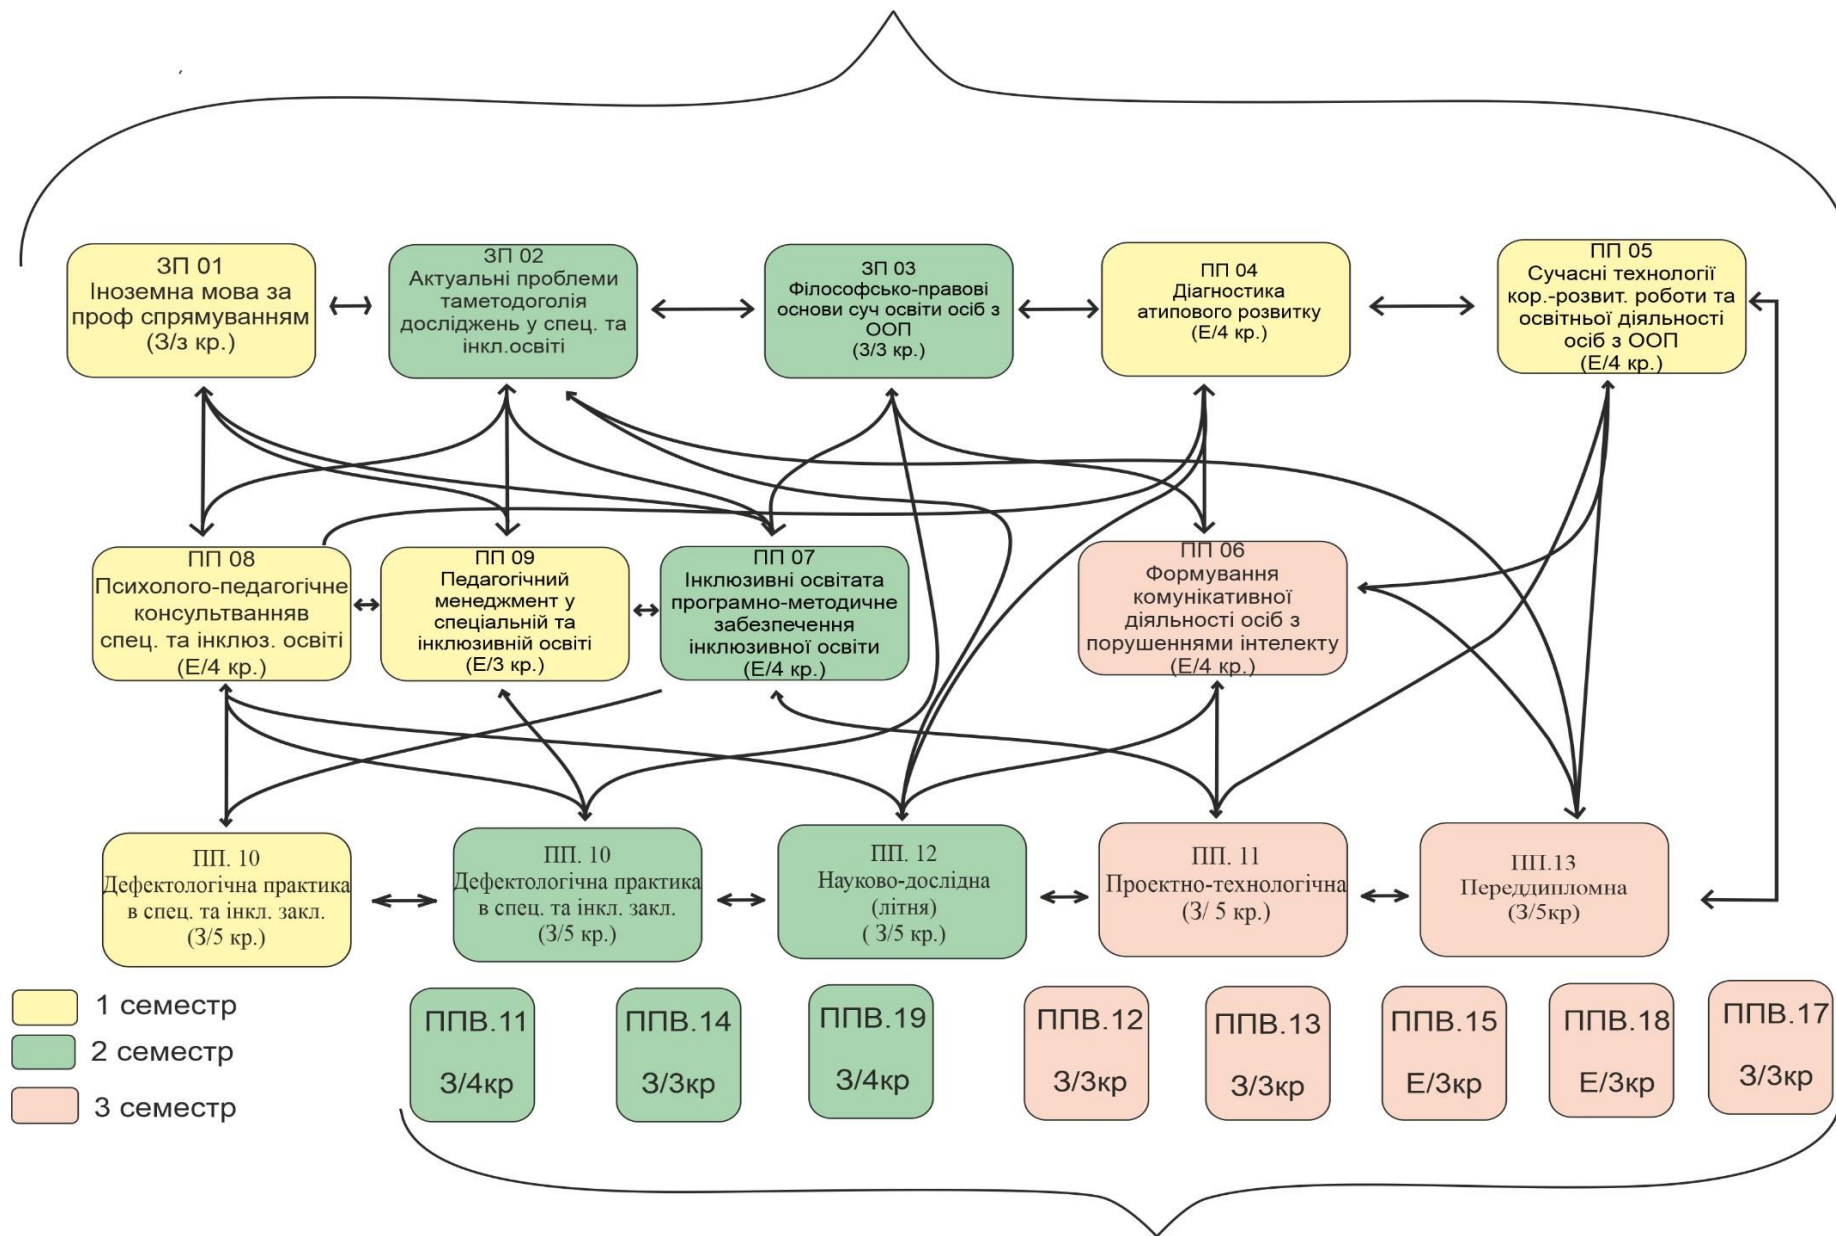 ЗП 01
Іноземна мова за
проф спрямуванням
(З/з кр.)
ЗП 02
Актуальні проблеми
таметодоголія
досліджень у спец. та
інкл.освіті
ЗП 03
Філософсько-правові
основи суч освіти осіб з
ООП
(З/3 кр.)
ПП 04
Діагностика
атипового розвитку
(Е/4 кр.)
ПП 05
Сучасні технології
кор.-розвит. роботи та
освітньої діяльності
осіб з ООП
(Е/4 кр.)
ПП 08
Психолого-педагогічне
консультванняв
спец. та інклюз. освіті
(Е/4 кр.)
ПП 09
Педагогічний
менеджмент у
спеціальній та
інклюзивній освіті
(Е/3 кр.)
ПП 07
Інклюзивні освітата
програмно-методичне
забезпечення
інклюзивної освіти
(Е/4 кр.)
ПП 06
Формування
комунікативної
діяльності осіб з
порушеннями інтелекту
(Е/4 кр.)
ПП. 10
Дефектологічна практика
в спец. та інкл. закл.
(З/5 кр.)
ПП. 10
Дефектологічна практика
в спец. та інкл. закл.
(З/5 кр.)
ПП. 12
Науково-дослідна
(літня)
( З/5 кр.)
ПП. 11
Проектно-технологічна
(З/ 5 кр.)
ПП.13
Переддипломна
(З/5кр)
1 семестр
2 семестр
3 семестр
ППВ.11
З/4кр
ППВ.14
З/3кр
ППВ.19
З/4кр
ППВ.12
З/3кр
ППВ.13
З/3кр
ППВ.15
Е/3кр
ППВ.18
Е/3кр
ППВ.17
З/3кр